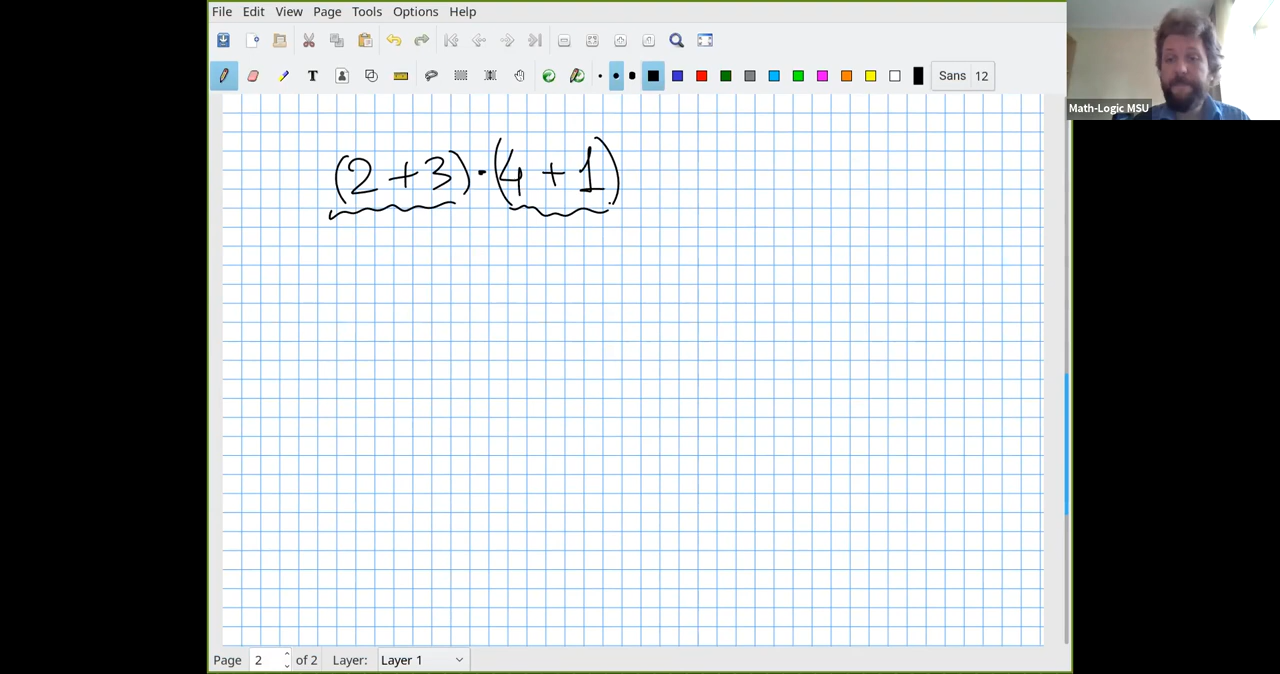 File Edit View Page Tools Options Help
T Sans 12
Math-Logic MSU
(2 + 3) · (4 + 1)
Page 2 of 2 Layer: Layer 1